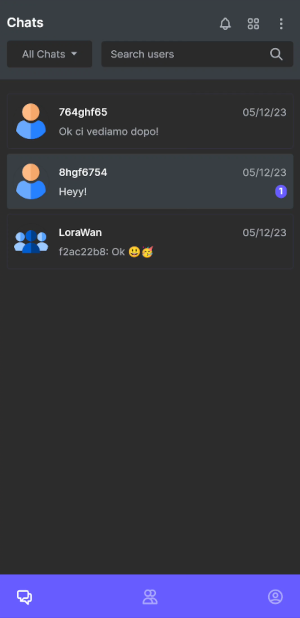 Chats
All Chats
Search users
764ghf65
05/12/23
Ok ci vediamo dopo!
8hgf6754
05/12/23
Heyy!
1
LoraWan
05/12/23
f2ac22b8: Ok 😃🥳